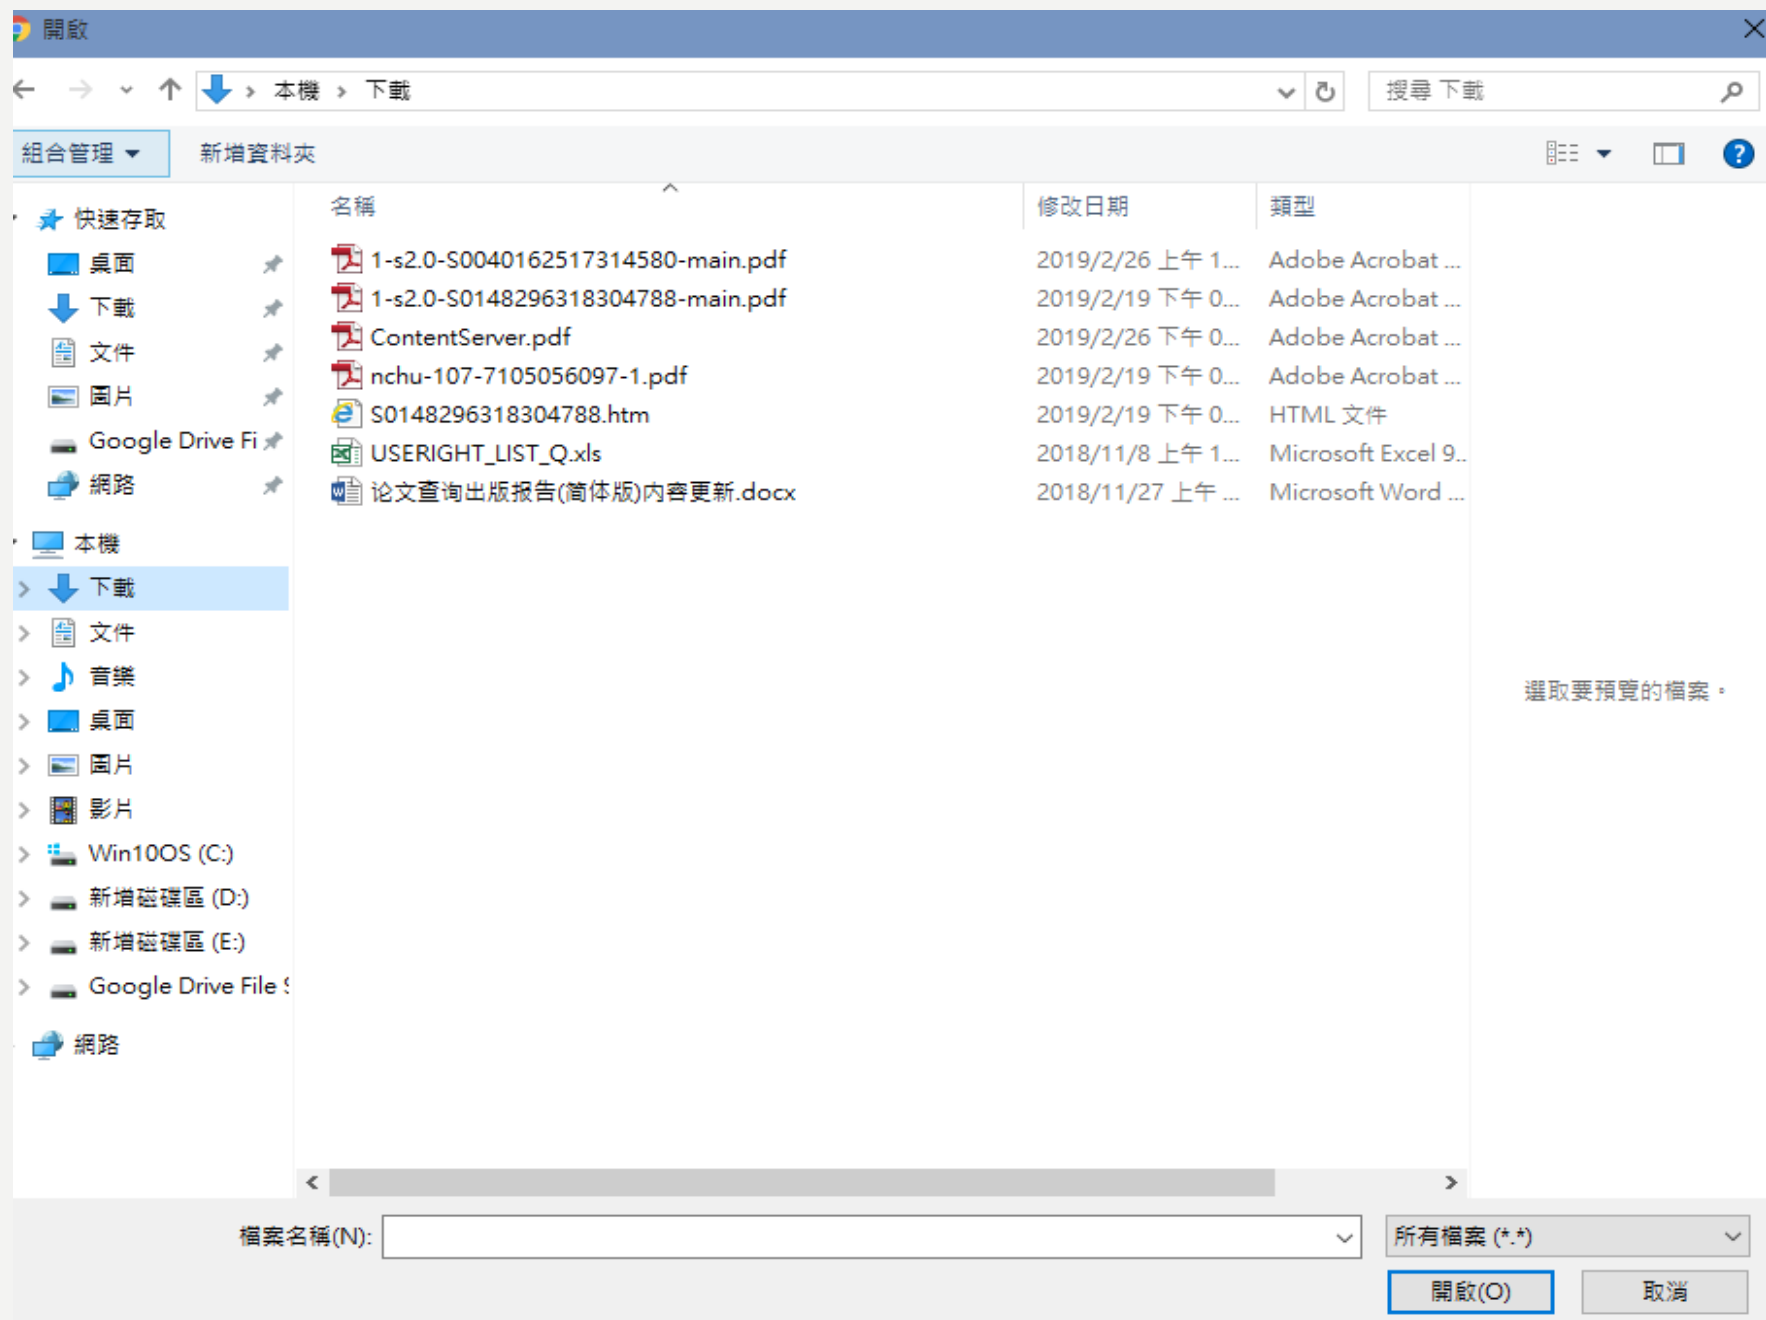 開啟
本機 › 下載
搜尋 下載
組合管理 新增資料夾
名稱 修改日期 類型
快速存取
桌面
下載
文件
圖片
Google Drive Fi
網路
本機
下載
文件
音樂
桌面
圖片
影片
Win10OS (C:)
新增磁碟區 (D:)
新增磁碟區 (E:)
Google Drive File S
網路
1-s2.0-S0040162517314580-main.pdf 2019/2/26 上午 1... Adobe Acrobat ...
1-s2.0-S0148296318304788-main.pdf 2019/2/19 下午 0... Adobe Acrobat ...
ContentServer.pdf 2019/2/26 下午 0... Adobe Acrobat ...
nchu-107-7105056097-1.pdf 2019/2/19 下午 0... Adobe Acrobat ...
S0148296318304788.htm 2019/2/19 下午 0... HTML 文件
USERIGHT_LIST_Q.xls 2018/11/8 上午 1... Microsoft Excel 9..
论文查询出版报告(简体版)内容更新.docx 2018/11/27 上午 ... Microsoft Word ...
選取要預覽的檔案。
檔案名稱(N): 所有檔案 (*.*)
開啟(O) 取消